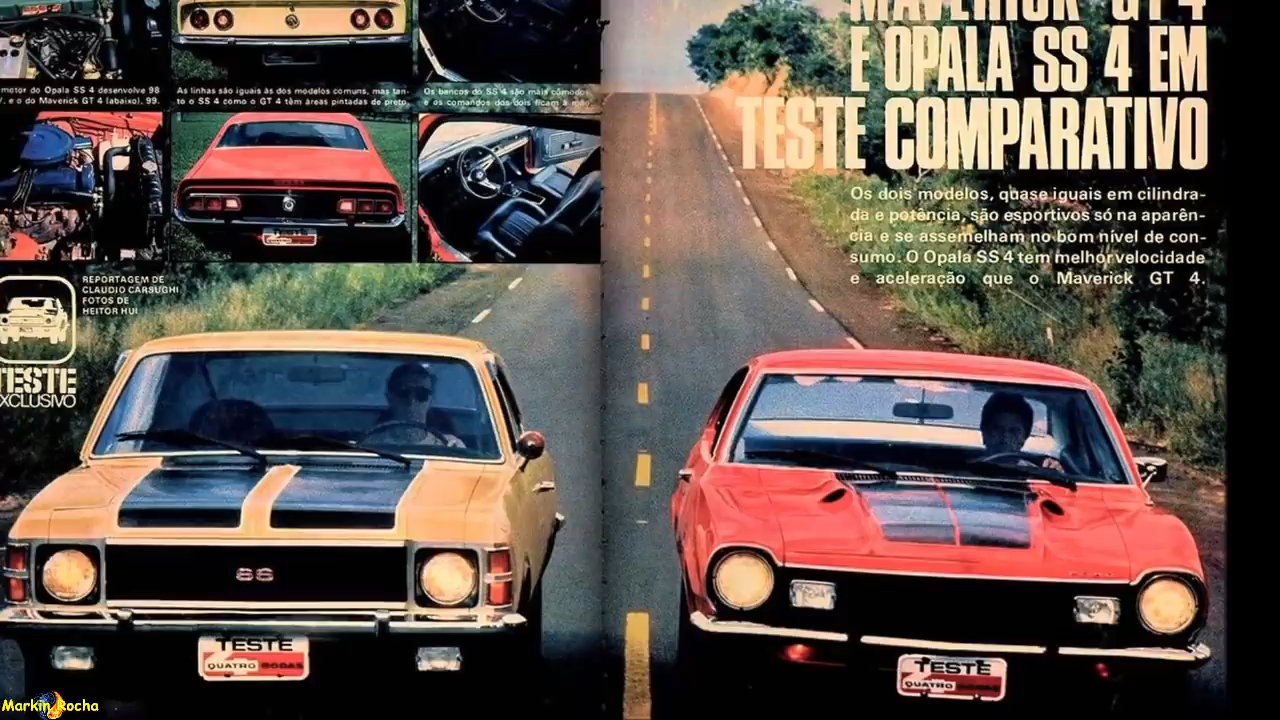 motor do Opala SS 4 desenvolve 98
, e o do Maverick GT 4 (abaixo), 99.
As linhas são iguais às dos modelos comuns, mas tan-
to o SS 4 como o GT 4 têm áreas pintadas de preto.
Os bancos do SS 4 são mais cômodos
e os comandos dos dois ficam à mão.
MAVERICK GT 4
E OPALA SS 4 EM
TESTE COMPARATIVO
Os dois modelos, quase iguais em cilindra-
da e potência, são esportivos só na aparên-
cia e se assemelham no bom nível de con-
sumo. O Opala SS 4 tem melhor velocidade
e aceleração que o Maverick GT 4.
REPORTAGEM DE
CLAUDIO CARSUGHI
FOTOS DE
HEITOR HUI
TESTE
EXCLUSIVO
TESTE
SS
TESTE
QUATRO RODAS
TESTE
QUATRO RODAS
Markin Rocha